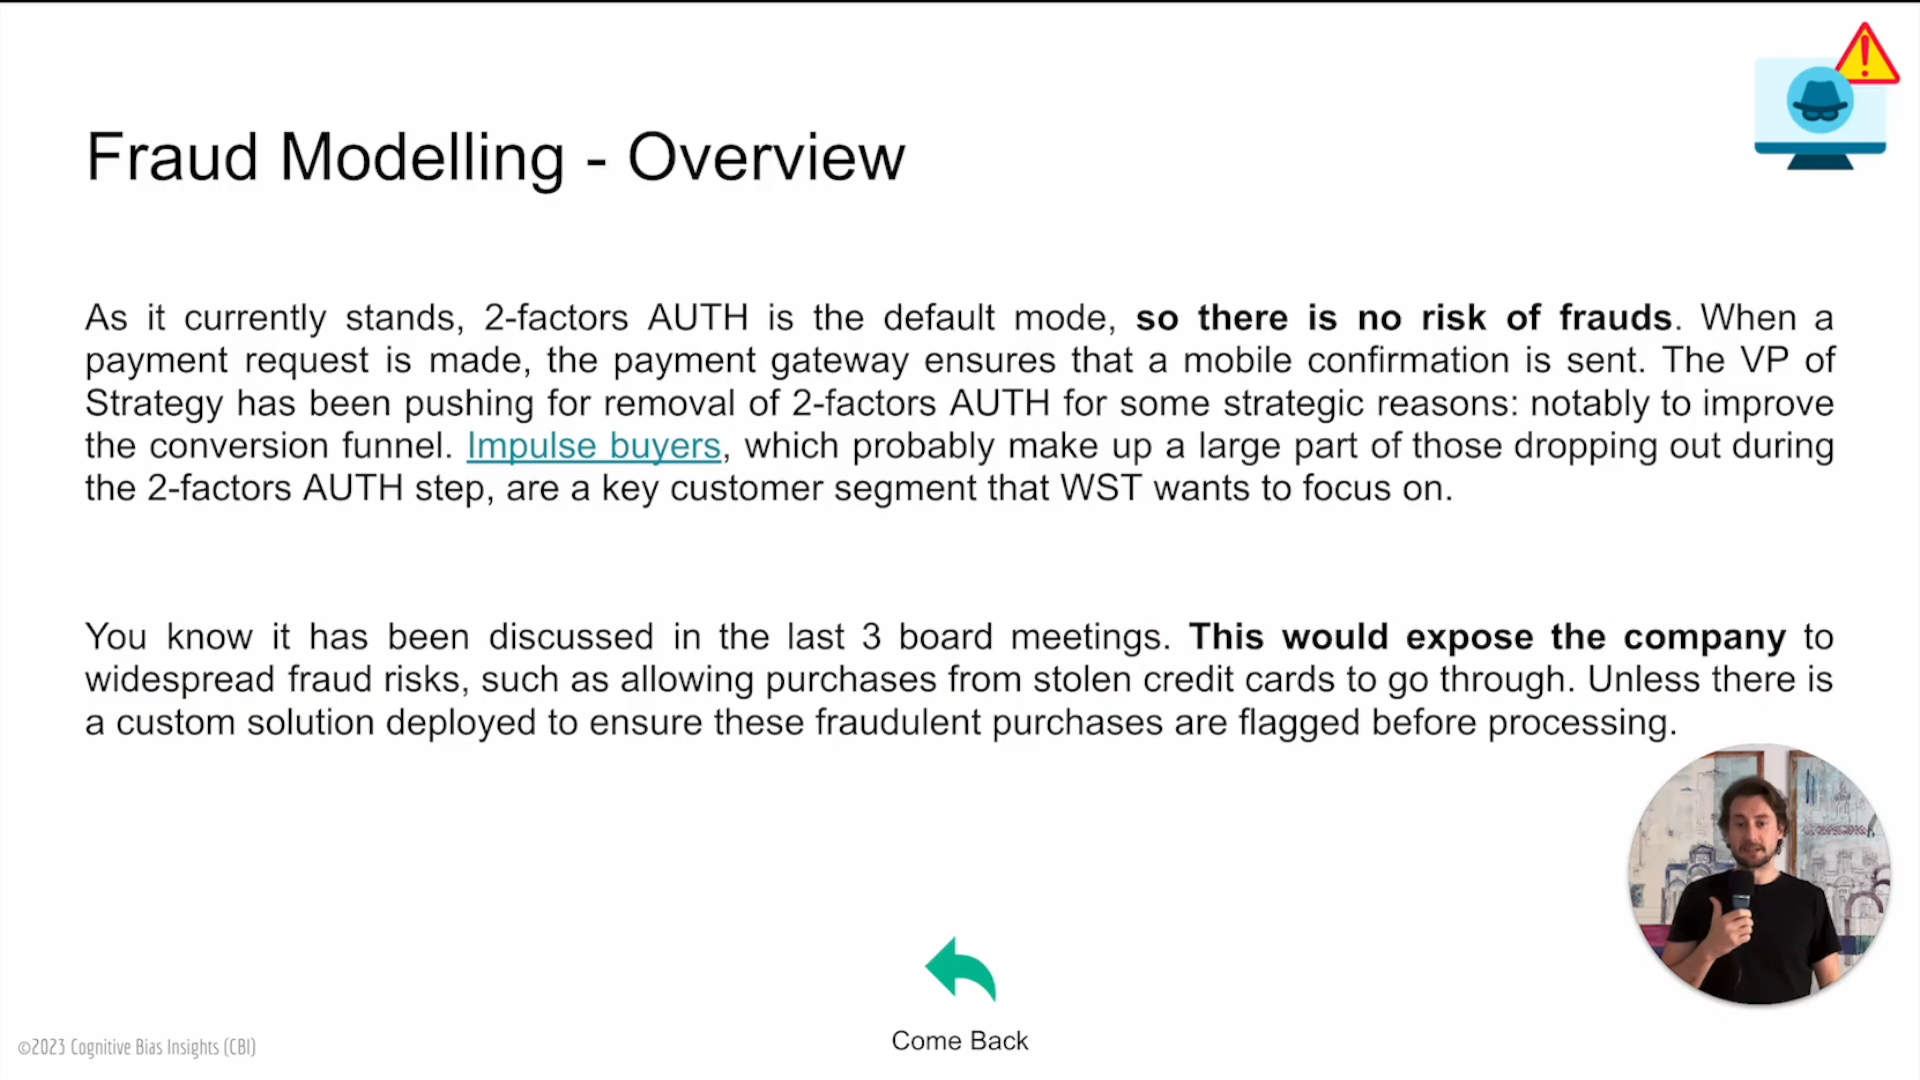 Fraud Modelling - Overview
As it currently stands, 2-factors AUTH is the default mode, so there is no risk of frauds. When a
payment request is made, the payment gateway ensures that a mobile confirmation is sent. The VP of
Strategy has been pushing for removal of 2-factors AUTH for some strategic reasons: notably to improve
the conversion funnel. Impulse buyers, which probably make up a large part of those dropping out during
the 2-factors AUTH step, are a key customer segment that WST wants to focus on.
You know it has been discussed in the last 3 board meetings. This would expose the company to
widespread fraud risks, such as allowing purchases from stolen credit cards to go through. Unless there is
a custom solution deployed to ensure these fraudulent purchases are flagged before processing.
Come Back
©2023 Cognitive Bias Insights (CBI)